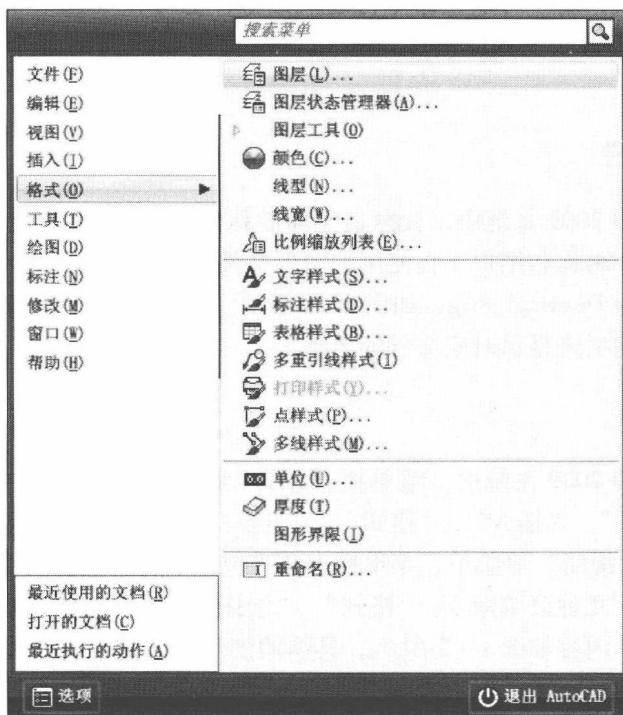 搜索菜单
文件(F)
编辑(E)
视图(V)
插入(I)
格式(O)
工具(T)
绘图(D)
标注(N)
修改(M)
窗口(W)
帮助(H)
图层(L)...
图层状态管理器(A)...
图层工具(O)
颜色(C)...
线型(N)...
线宽(W)...
比例缩放列表(E)...
文字样式(S)...
标注样式(D)...
表格样式(B)...
多重引线样式(I)
打印样式(Y)...
点样式(P)...
多线样式(M)...
单位(U)...
厚度(T)
图形界限(I)
重命名(R)...
最近使用的文档(R)
打开的文档(C)
最近执行的动作(A)
选项
退出 AutoCAD